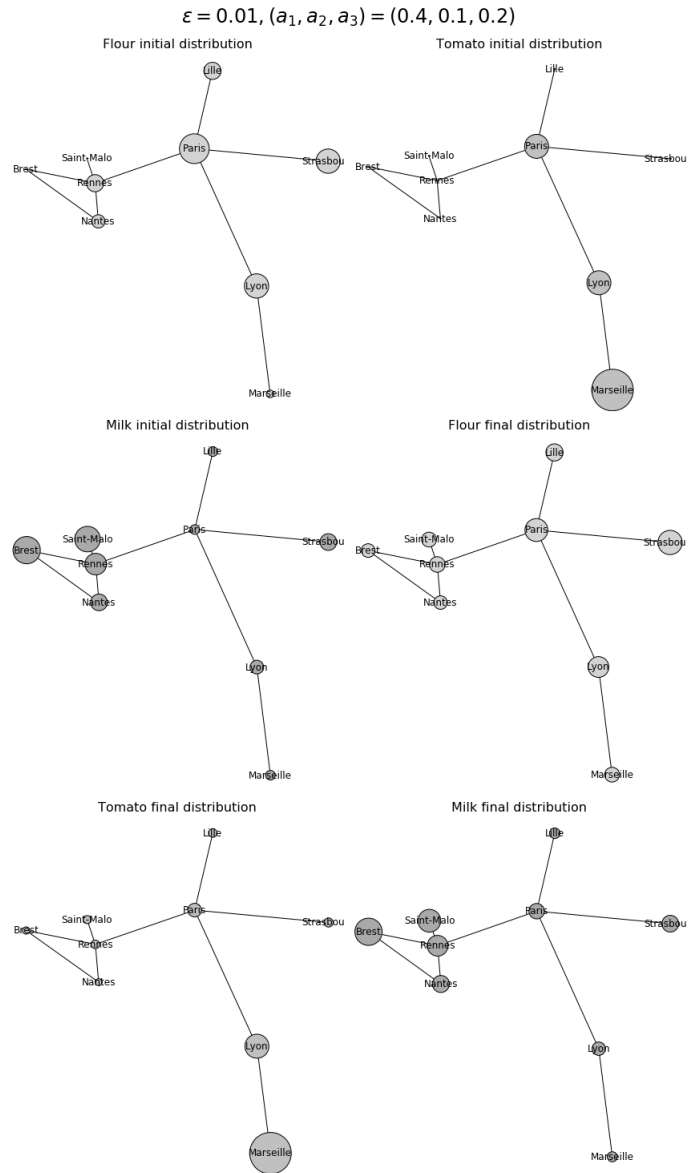 ε = 0.01, (a₁, a₂, a₃) = (0.4, 0.1, 0.2)
Flour initial distribution
Lille
Paris
Saint-Malo
Strasbou
Brest
Rennes
Nantes
Lyon
Marseille
Tomato initial distribution
Lille
Paris
Saint-Malo
Strasbou
Brest
Rennes
Nantes
Lyon
Marseille
Milk initial distribution
Lille
Paris
Saint-Malo
Strasbou
Brest
Rennes
Nantes
Lyon
Marseille
Flour final distribution
Lille
Paris
Saint-Malo
Strasbou
Brest
Rennes
Nantes
Lyon
Marseille
Tomato final distribution
Lille
Paris
Saint-Malo
Strasbou
Brest
Rennes
Nantes
Lyon
Marseille
Milk final distribution
Lille
Paris
Saint-Malo
Strasbou
Brest
Rennes
Nantes
Lyon
Marseille